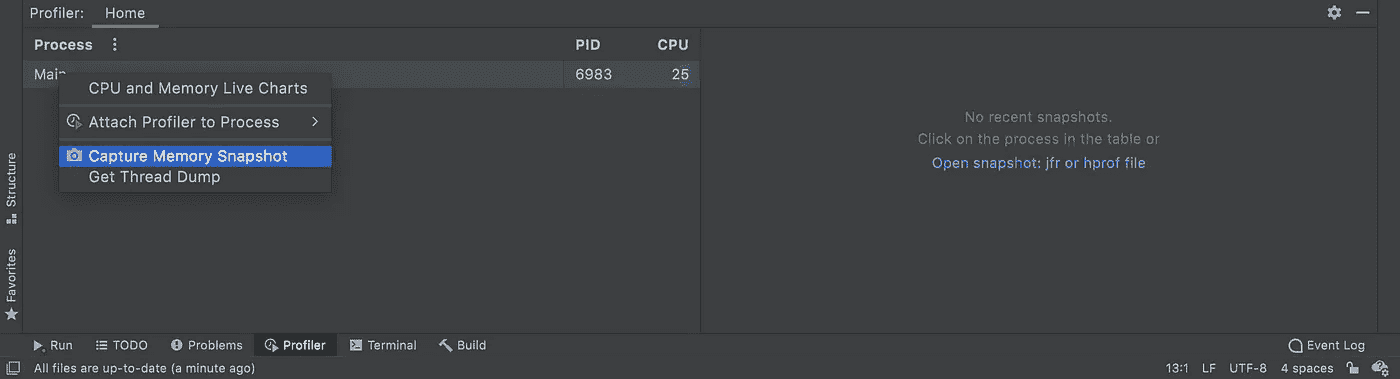 Profiler: Home
Process PID CPU
Main 6983 25
CPU and Memory Live Charts
Attach Profiler to Process
Capture Memory Snapshot
Get Thread Dump
No recent snapshots.
Click on the process in the table or
Open snapshot: jfr or hprof file
Structure
Favorites
Run TODO Problems Profiler Terminal Build Event Log
All files are up-to-date (a minute ago) 13:1 LF UTF-8 4 spaces